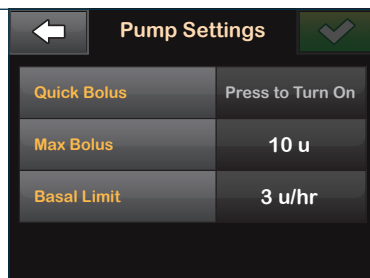 Pump Settings
Quick Bolus Press to Turn On
Max Bolus 10 u
Basal Limit 3 u/hr